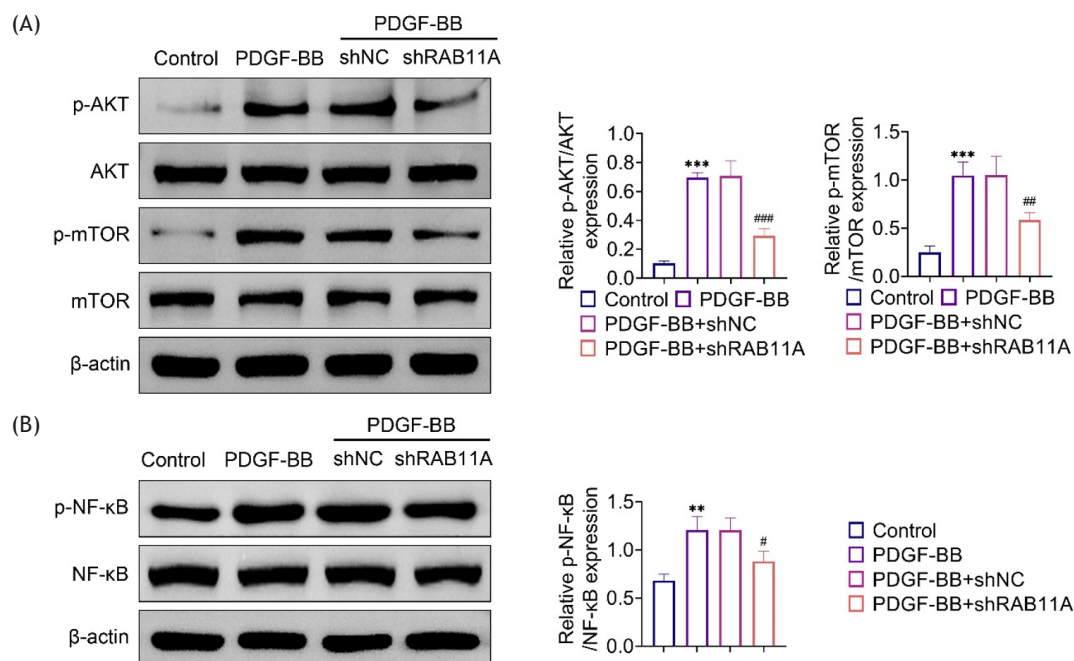 (A)
PDGF-BB
Control PDGF-BB shNC shRAB11A
p-AKT
AKT
p-mTOR
mTOR
β-actin
Relative p-AKT/AKT
expression
1.0
0.8
0.6
0.4
0.2
0.0
***
###
Control PDGF-BB
PDGF-BB+shNC
PDGF-BB+shRAB11A
Relative p-mTOR
/mTOR expression
1.5
1.0
0.5
0.0
***
##
Control PDGF-BB
PDGF-BB+shNC
PDGF-BB+shRAB11A
(B)
PDGF-BB
Control PDGF-BB shNC shRAB11A
p-NF-κB
NF-κB
β-actin
Relative p-NF-κB
/NF-κB expression
1.5
1.0
0.5
0.0
**
#
Control
PDGF-BB
PDGF-BB+shNC
PDGF-BB+shRAB11A